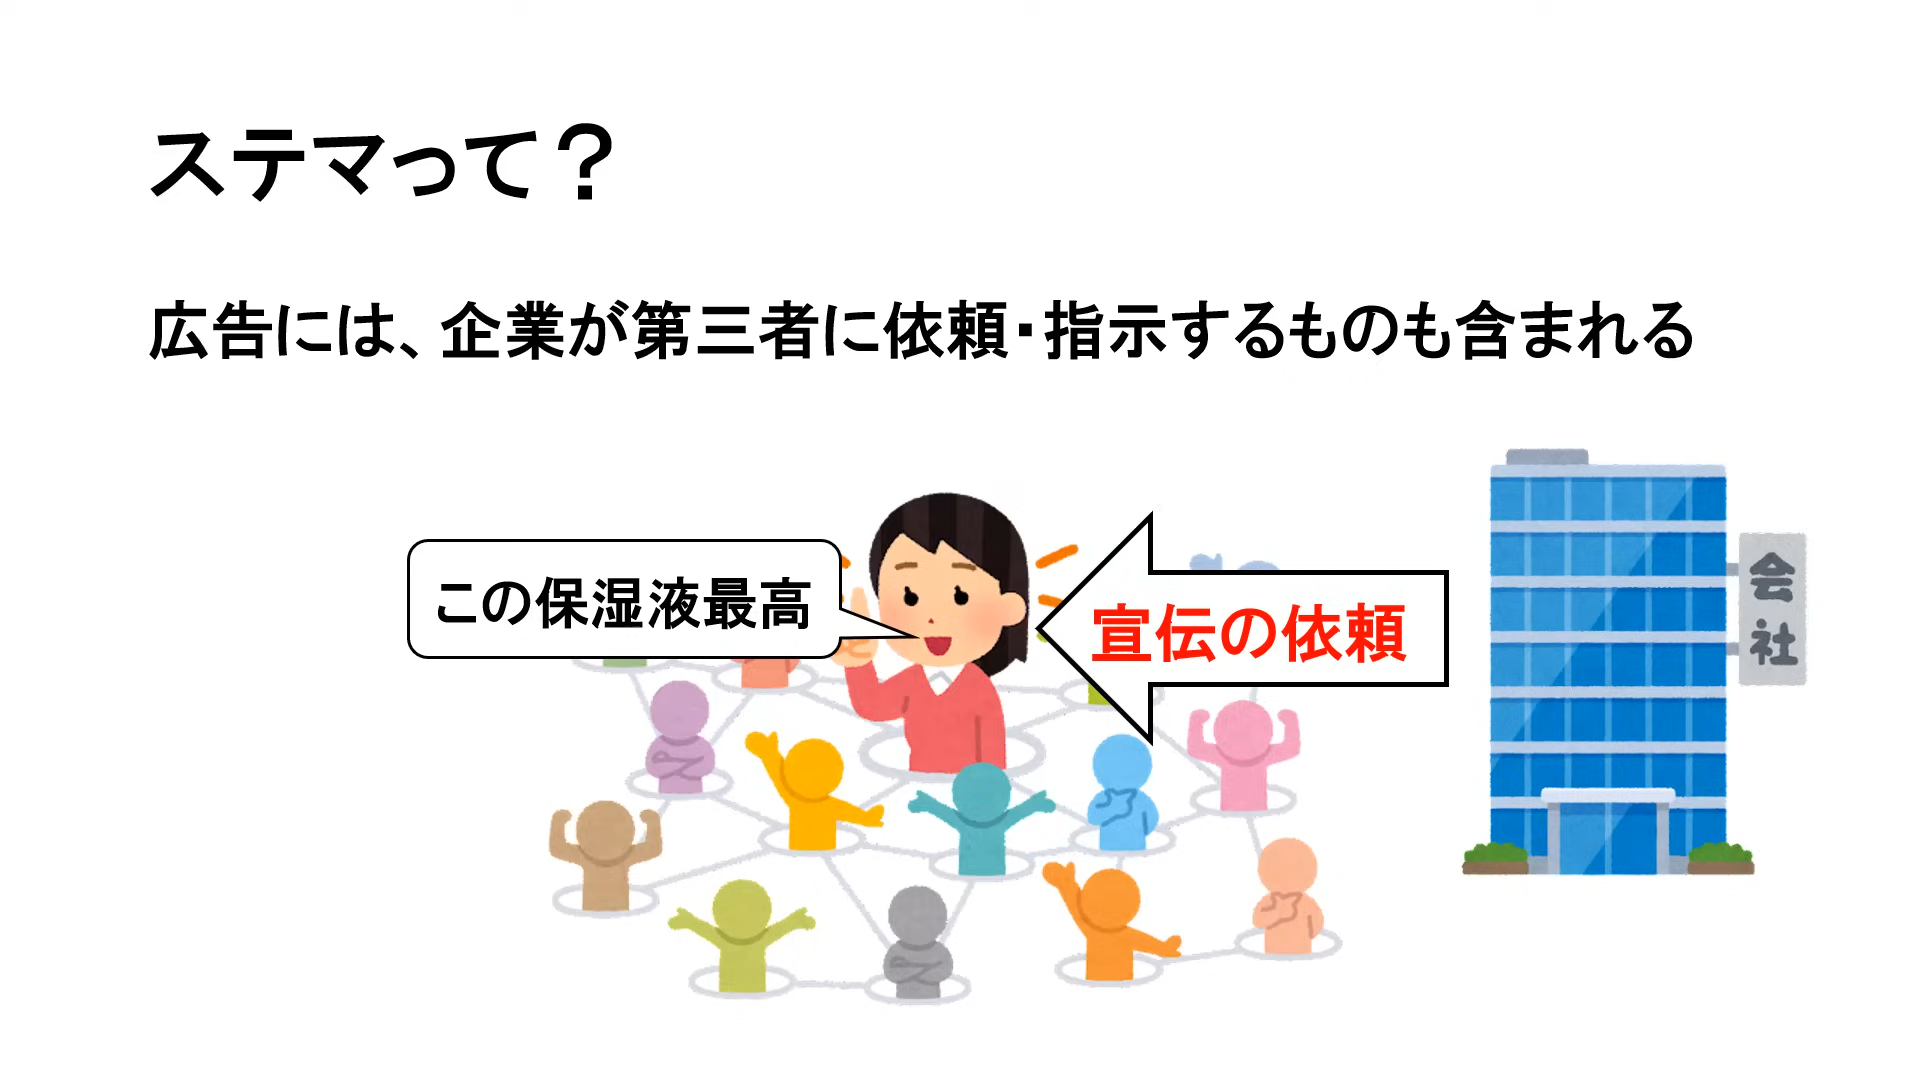 ステマって？
広告には、企業が第三者に依頼・指示するものも含まれる
この保湿液最高
宣伝の依頼
会社